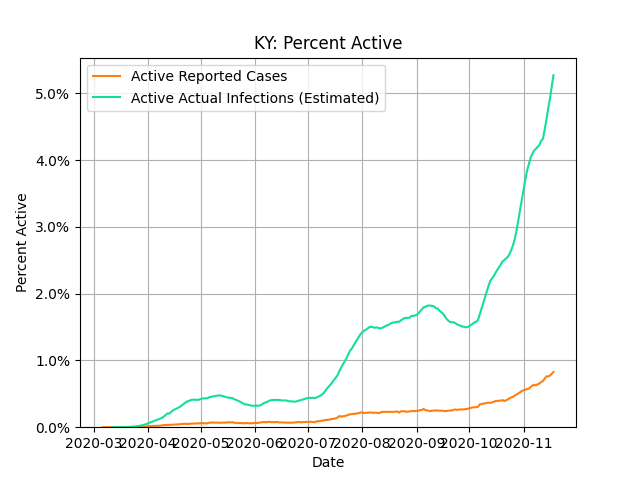 KY: Percent Active
Active Reported Cases
Active Actual Infections (Estimated)
Percent Active
5.0%
4.0%
3.0%
2.0%
1.0%
0.0%
2020-03 2020-04 2020-05 2020-06 2020-07 2020-08 2020-09 2020-10 2020-11
Date